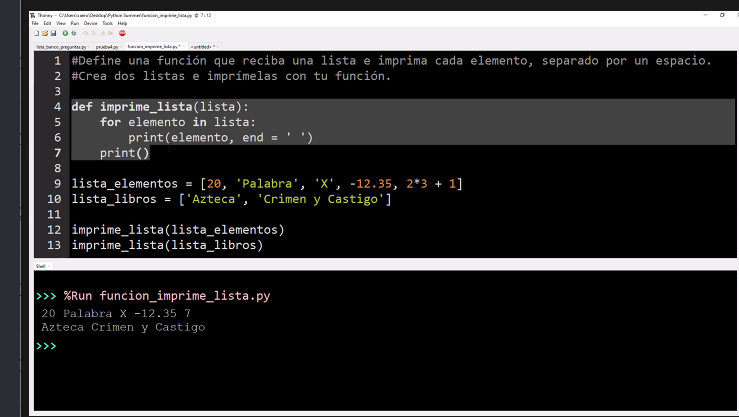 Thonny - C:\Users\saens\Desktop\Python Summer\funcion_imprime_lista.py @ 7:12
File Edit View Run Device Tools Help
lista_banco_preguntas.py prueba4.py funcion_imprime_lista.py * <untitled> *
1 #Define una función que reciba una lista e imprima cada elemento, separado por un espacio.
2 #Crea dos listas e imprímelas con tu función.
3
4 def imprime_lista(lista):
5 for elemento in lista:
6 print(elemento, end = ' ')
7 print()
8
9 lista_elementos = [20, 'Palabra', 'X', -12.35, 2*3 + 1]
10 lista_libros = ['Azteca', 'Crimen y Castigo']
11
12 imprime_lista(lista_elementos)
13 imprime_lista(lista_libros)
Shell
>>> %Run funcion_imprime_lista.py
20 Palabra X -12.35 7
Azteca Crimen y Castigo
>>>